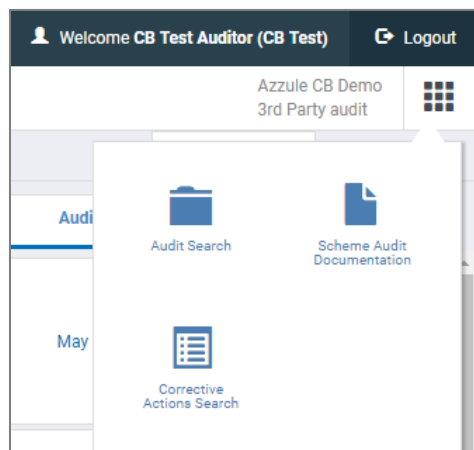 Welcome CB Test Auditor (CB Test)
Logout
Azzule CB Demo
3rd Party audit
Audit Search
Scheme Audit
Documentation
Audi
May
Corrective
Actions Search